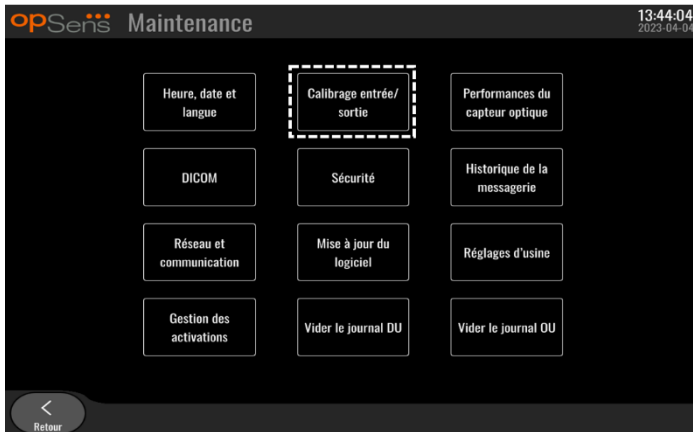 opSens Maintenance
13:44:04
2023-04-04
Heure, date et
langue
Calibrage entrée/
sortie
Performances du
capteur optique
DICOM
Sécurité
Historique de la
messagerie
Réseau et
communication
Mise à jour du
logiciel
Réglages d'usine
Gestion des
activations
Vider le journal DU
Vider le journal OU
Retour